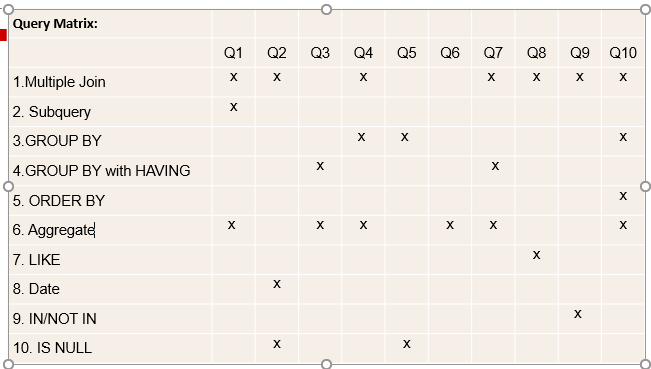 Query Matrix:
Q1 Q2 Q3 Q4 Q5 Q6 Q7 Q8 Q9 Q10
1.Multiple Join x x x x x x x
2. Subquery x
3.GROUP BY x x x
4.GROUP BY with HAVING x x
5. ORDER BY x
6. Aggregate x x x x x x
7. LIKE x
8. Date x
9. IN/NOT IN x
10. IS NULL x x